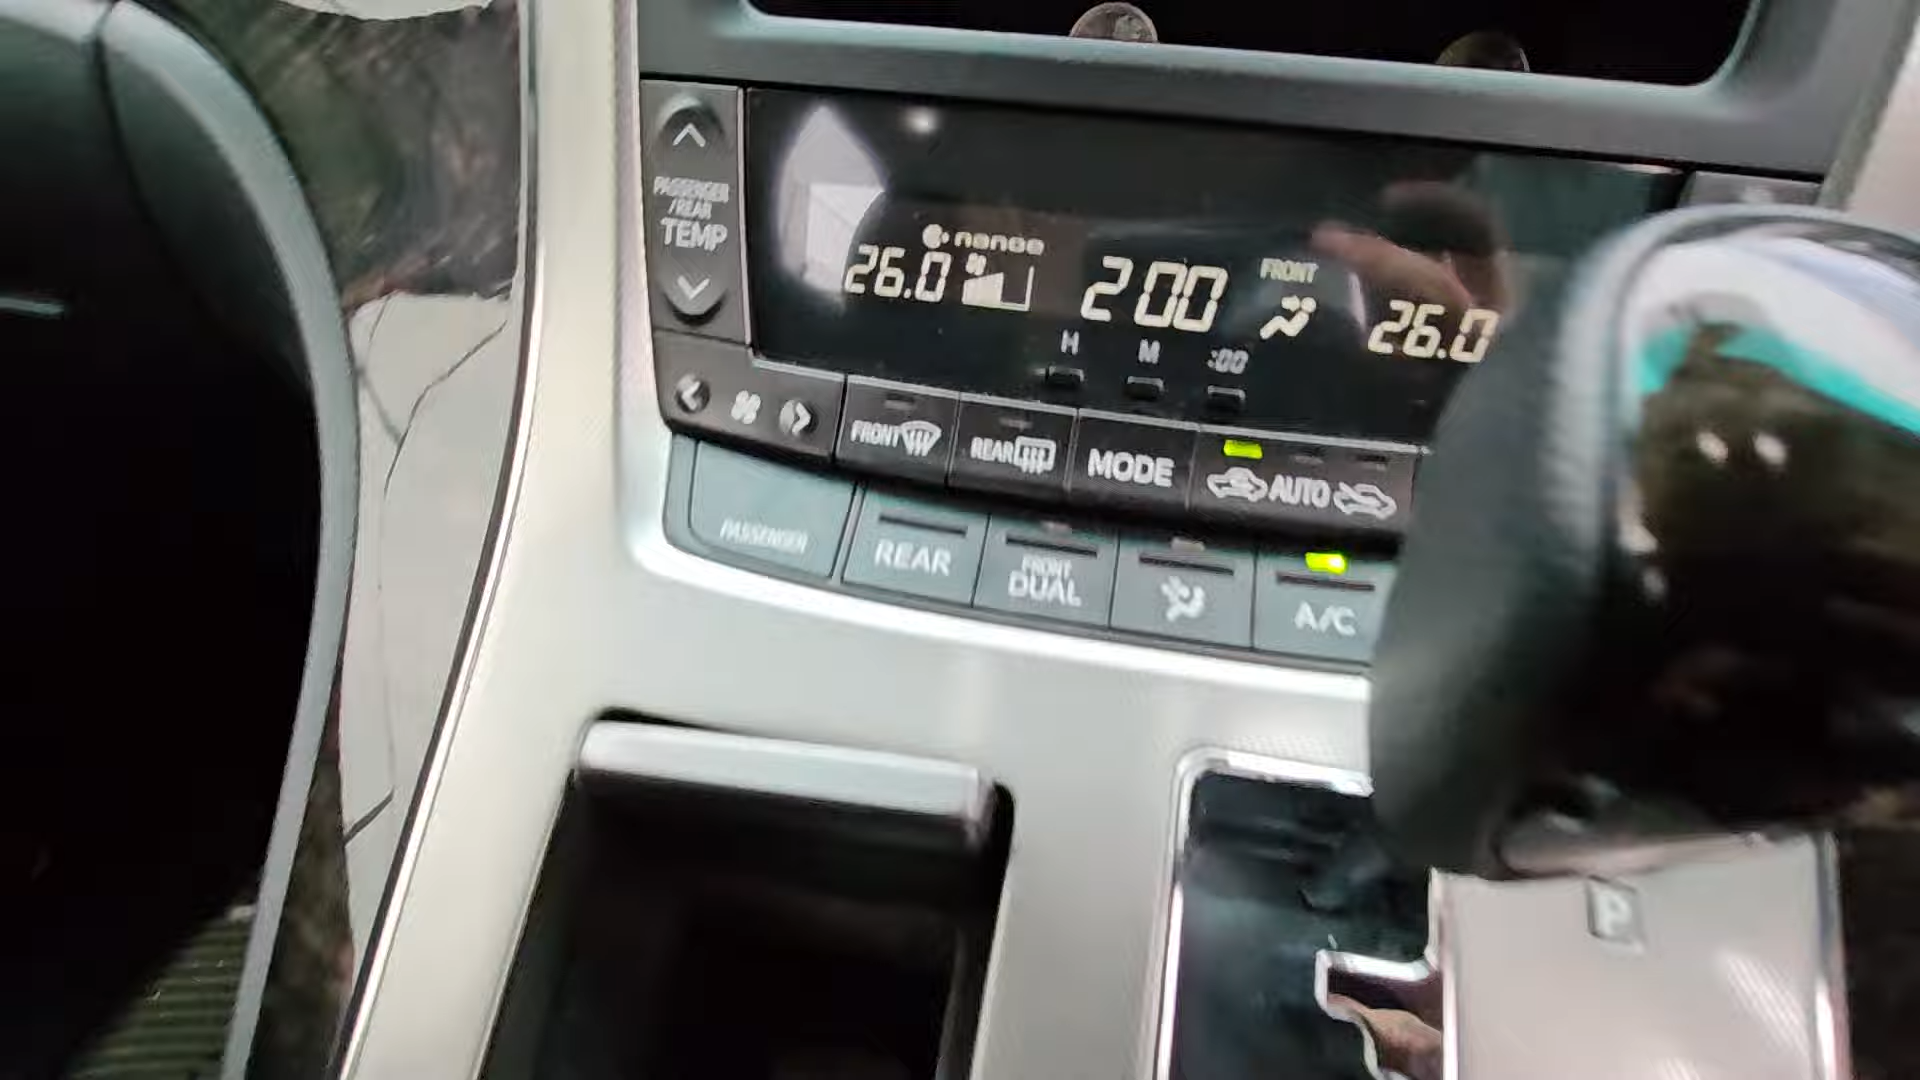 PASSENGER
/REAR
TEMP
nanoe
26.0
2 00
FRONT
26.0
H
M
:00
FRONT
REAR
MODE
AUTO
PASSENGER
REAR
FRONT
DUAL
A/C
P